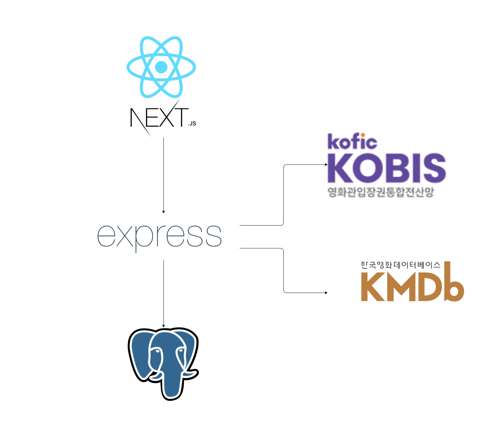 NEXT.JS
express
kofic
KOBIS
영화관입장권통합전산망
한국영화데이터베이스
KMDb